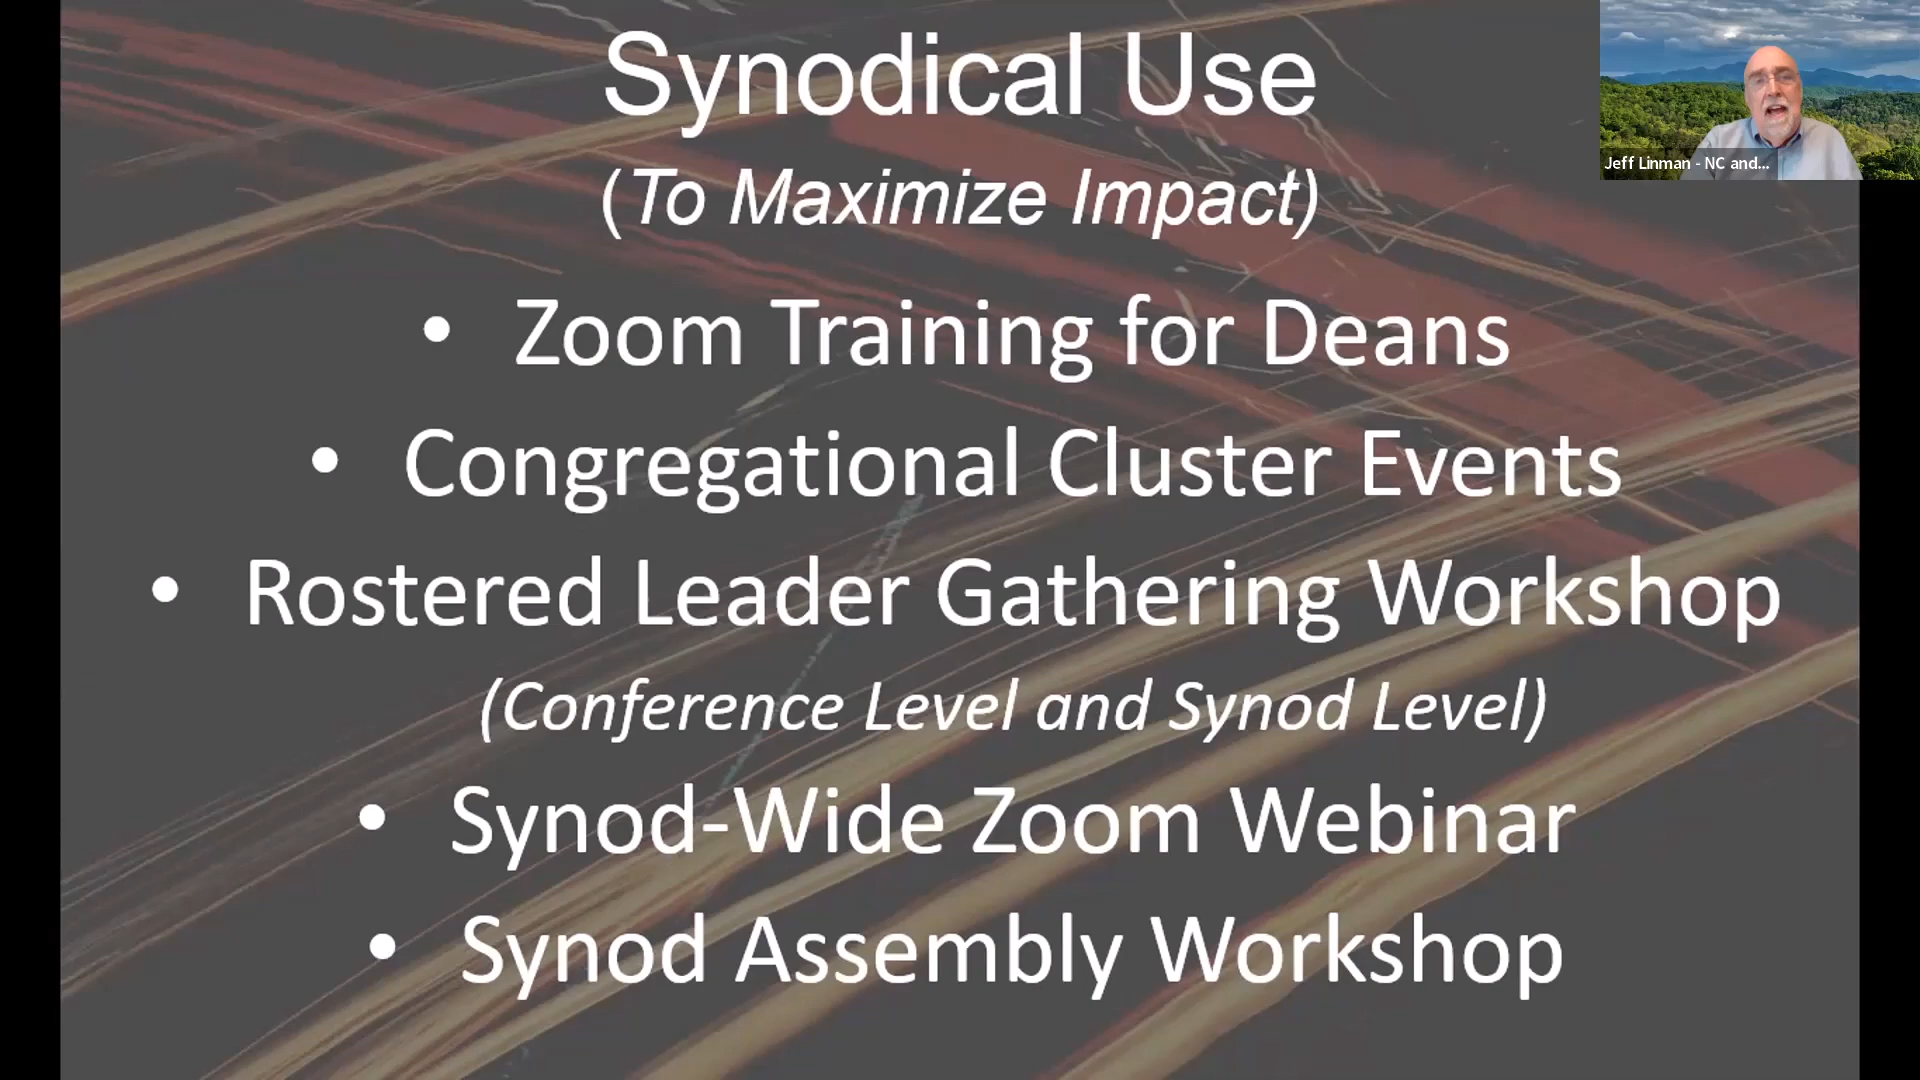 Synodical Use
(To Maximize Impact)
Jeff Linman - NC and...
• Zoom Training for Deans
• Congregational Cluster Events
• Rostered Leader Gathering Workshop
(Conference Level and Synod Level)
• Synod-Wide Zoom Webinar
• Synod Assembly Workshop